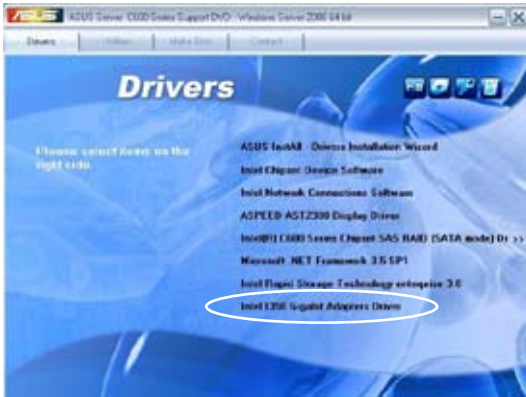 ASUS ASUS Server C600 Series Support DVD - Windows Server 2008 64 bit
Drivers Utilities Make Disk Contact
Drivers
Please select items on the right side.
ASUS InstAll - Drivers Installation Wizard
Intel Chipset Device Software
Intel Network Connections Software
ASPEED AST2300 Display Driver
Intel(R) C600 Series Chipset SAS RAID (SATA mode) Dr >>
Microsoft .NET Framework 3.5 SP1
Intel Rapid Storage Technology enterprise 3.0
Intel I350 Gigabit Adapters Driver